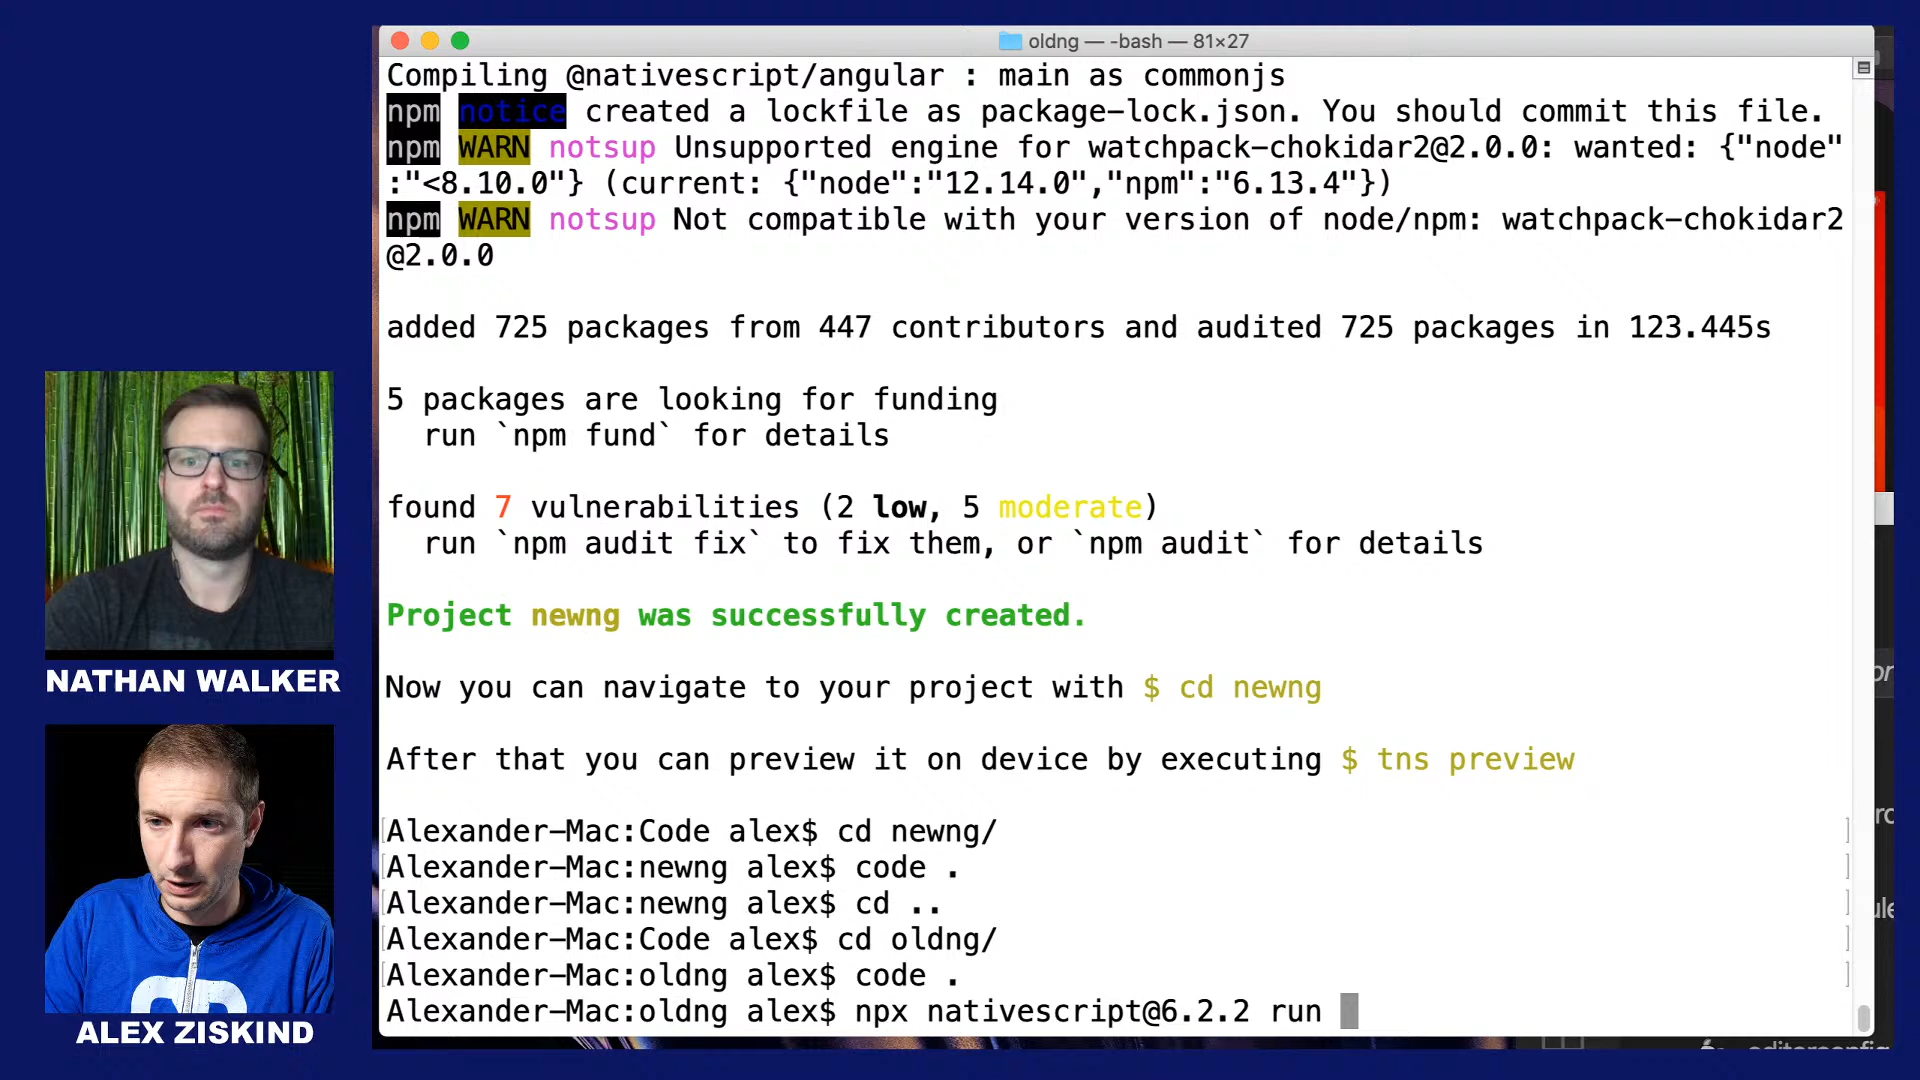 oldng — -bash — 81×27
Compiling @nativescript/angular : main as commonjs
npm notice created a lockfile as package-lock.json. You should commit this file.
npm WARN notsup Unsupported engine for watchpack-chokidar2@2.0.0: wanted: {"node"
:"<8.10.0"} (current: {"node":"12.14.0","npm":"6.13.4"})
npm WARN notsup Not compatible with your version of node/npm: watchpack-chokidar2
@2.0.0
added 725 packages from 447 contributors and audited 725 packages in 123.445s
5 packages are looking for funding
run `npm fund` for details
found 7 vulnerabilities (2 low, 5 moderate)
run `npm audit fix` to fix them, or `npm audit` for details
Project newng was successfully created.
Now you can navigate to your project with $ cd newng
After that you can preview it on device by executing $ tns preview
[Alexander-Mac:Code alex$ cd newng/ ]
[Alexander-Mac:newng alex$ code . ]
[Alexander-Mac:newng alex$ cd .. ]
[Alexander-Mac:Code alex$ cd oldng/ ]
[Alexander-Mac:oldng alex$ code . ]
Alexander-Mac:oldng alex$ npx nativescript@6.2.2 run
NATHAN WALKER
ALEX ZISKIND